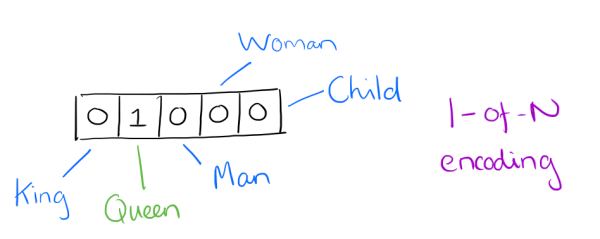 Woman
Child
0 1 0 0 0
King
Queen
Man
1-of-N
encoding